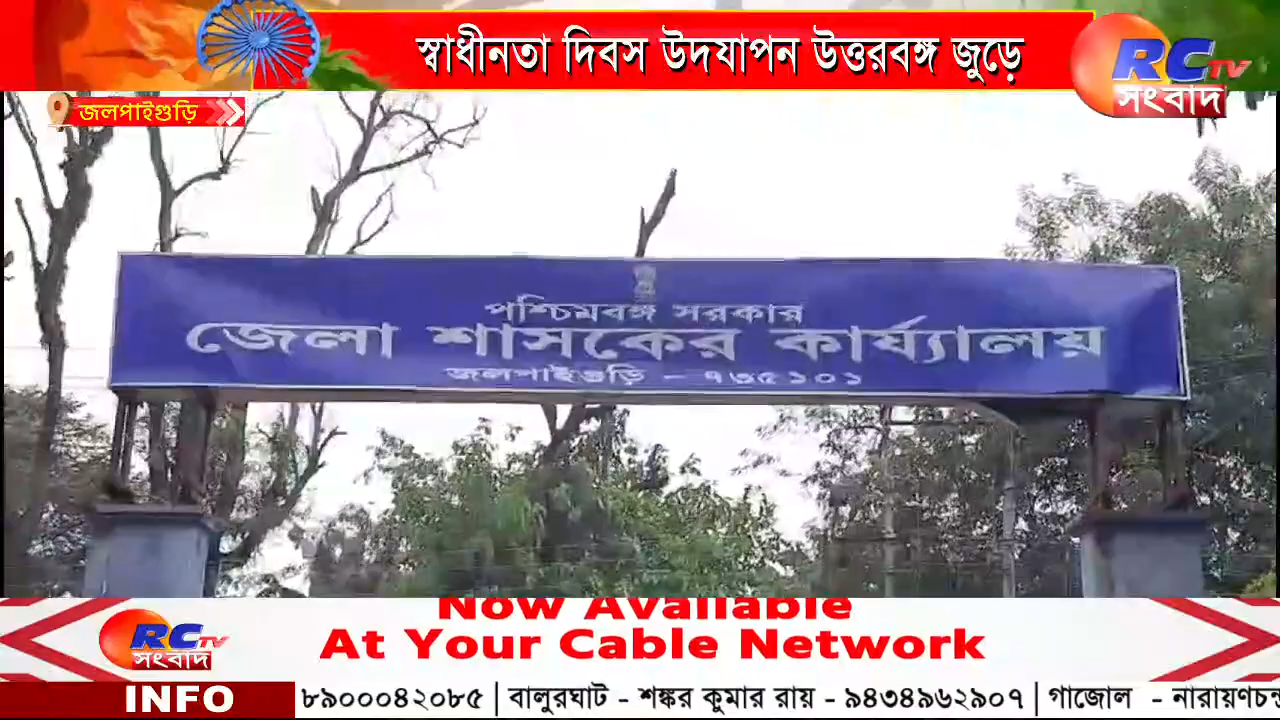 স্বাধীনতা দিবস উদযাপন উত্তরবঙ্গ জুড়ে
RC TV
সংবাদ
জলপাইগুড়ি
পশ্চিমবঙ্গ সরকার
জেলা শাসকের কার্য্যালয়
জলপাইগুড়ি - ৭৩৫১০১
Now Available
At Your Cable Network
RC TV
সংবাদ
INFO
৮৯০০০৪২০৮৫ | বালুরঘাট - শঙ্কর কুমার রায় - ৯৪৩৪৯৬২৯০৭ | গাজোল - নারায়ণচন্দ